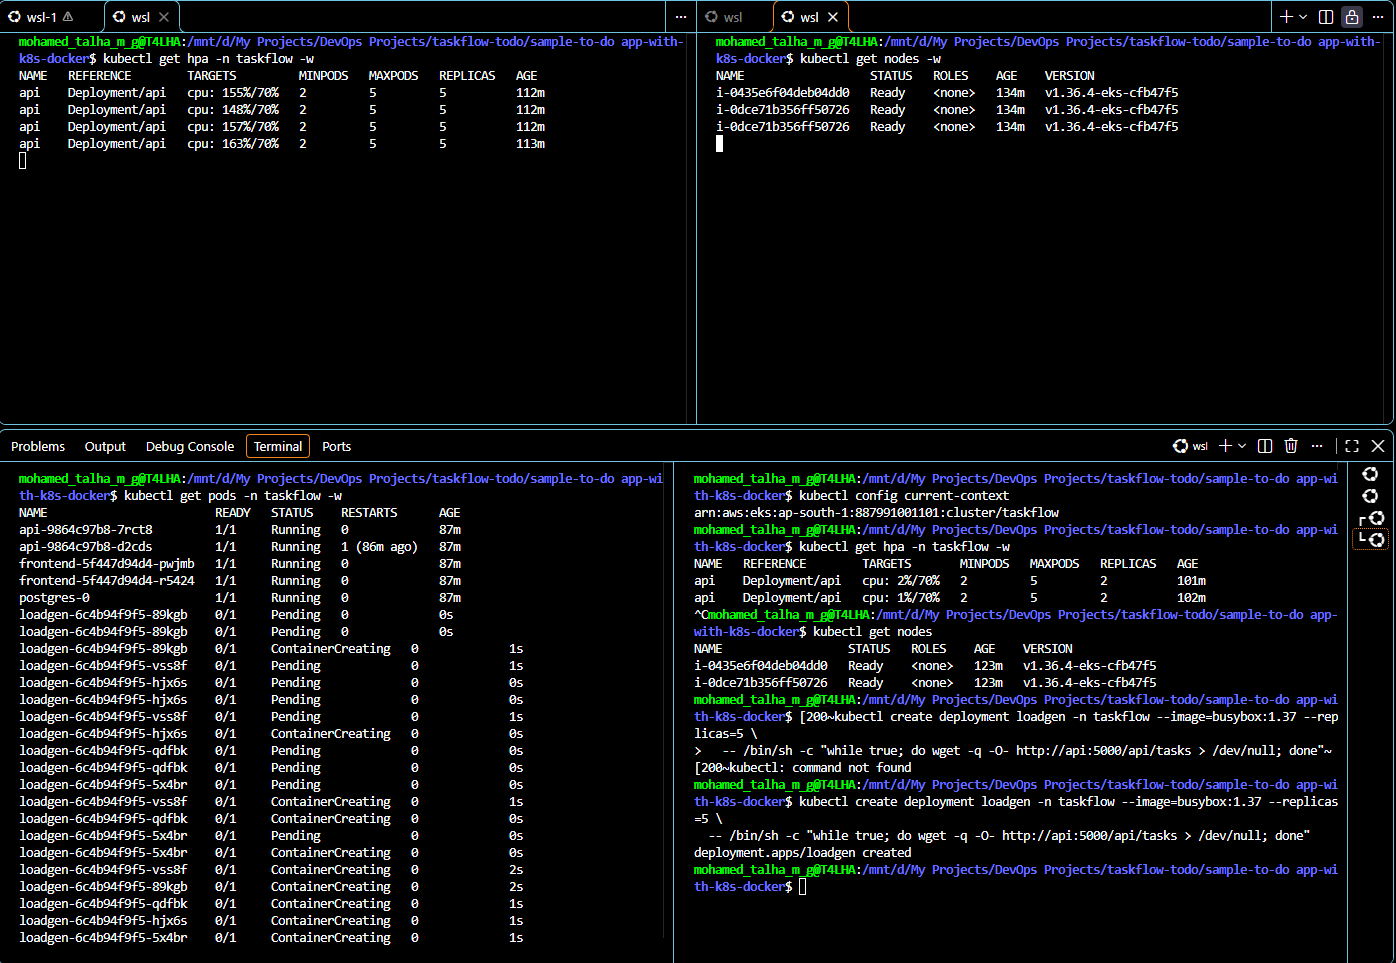 wsl-1
wsl
mohamed_talha_m_g@T4LHA:/mnt/d/My Projects/DevOps Projects/taskflow-todo/sample-to-do app-with-
k8s-docker$ kubectl get hpa -n taskflow -w
NAME   REFERENCE        TARGETS         MINPODS   MAXPODS   REPLICAS   AGE
api    Deployment/api   cpu: 155%/70%   2         5         5          112m
api    Deployment/api   cpu: 148%/70%   2         5         5          112m
api    Deployment/api   cpu: 157%/70%   2         5         5          112m
api    Deployment/api   cpu: 163%/70%   2         5         5          113m
wsl
wsl
mohamed_talha_m_g@T4LHA:/mnt/d/My Projects/DevOps Projects/taskflow-todo/sample-to-do app-with-
k8s-docker$ kubectl get nodes -w
NAME                  STATUS   ROLES    AGE    VERSION
i-0435e6f04deb04dd0   Ready    <none>   134m   v1.36.4-eks-cfb47f5
i-0dce71b356ff50726   Ready    <none>   134m   v1.36.4-eks-cfb47f5
i-0dce71b356ff50726   Ready    <none>   134m   v1.36.4-eks-cfb47f5
Problems   Output   Debug Console   Terminal   Ports
wsl
mohamed_talha_m_g@T4LHA:/mnt/d/My Projects/DevOps Projects/taskflow-todo/sample-to-do app-wi
th-k8s-docker$ kubectl get pods -n taskflow -w
NAME                        READY   STATUS    RESTARTS      AGE
api-9864c97b8-7rct8         1/1     Running   0             87m
api-9864c97b8-d2cds         1/1     Running   1 (86m ago)   87m
frontend-5f447d94d4-pwjmb   1/1     Running   0             87m
frontend-5f447d94d4-r5424   1/1     Running   0             87m
postgres-0                  1/1     Running   0             87m
loadgen-6c4b94f9f5-89kgb    0/1     Pending   0             0s
loadgen-6c4b94f9f5-89kgb    0/1     Pending   0             0s
loadgen-6c4b94f9f5-89kgb    0/1     ContainerCreating   0             1s
loadgen-6c4b94f9f5-vss8f    0/1     Pending             0             1s
loadgen-6c4b94f9f5-hjx6s    0/1     Pending             0             0s
loadgen-6c4b94f9f5-hjx6s    0/1     Pending             0             0s
loadgen-6c4b94f9f5-vss8f    0/1     Pending             0             1s
loadgen-6c4b94f9f5-hjx6s    0/1     ContainerCreating   0             0s
loadgen-6c4b94f9f5-qdfbk    0/1     Pending             0             0s
loadgen-6c4b94f9f5-qdfbk    0/1     Pending             0             0s
loadgen-6c4b94f9f5-5x4br    0/1     Pending             0             0s
loadgen-6c4b94f9f5-vss8f    0/1     ContainerCreating   0             1s
loadgen-6c4b94f9f5-qdfbk    0/1     ContainerCreating   0             0s
loadgen-6c4b94f9f5-5x4br    0/1     Pending             0             0s
loadgen-6c4b94f9f5-5x4br    0/1     ContainerCreating   0             0s
loadgen-6c4b94f9f5-vss8f    0/1     ContainerCreating   0             2s
loadgen-6c4b94f9f5-89kgb    0/1     ContainerCreating   0             2s
loadgen-6c4b94f9f5-qdfbk    0/1     ContainerCreating   0             1s
loadgen-6c4b94f9f5-hjx6s    0/1     ContainerCreating   0             1s
loadgen-6c4b94f9f5-5x4br    0/1     ContainerCreating   0             1s
mohamed_talha_m_g@T4LHA:/mnt/d/My Projects/DevOps Projects/taskflow-todo/sample-to-do app-wi
th-k8s-docker$ kubectl config current-context
arn:aws:eks:ap-south-1:887991001101:cluster/taskflow
mohamed_talha_m_g@T4LHA:/mnt/d/My Projects/DevOps Projects/taskflow-todo/sample-to-do app-wi
th-k8s-docker$ kubectl get hpa -n taskflow -w
NAME   REFERENCE        TARGETS       MINPODS   MAXPODS   REPLICAS   AGE
api    Deployment/api   cpu: 2%/70%   2         5         2          101m
api    Deployment/api   cpu: 1%/70%   2         5         2          102m
^Cmohamed_talha_m_g@T4LHA:/mnt/d/My Projects/DevOps Projects/taskflow-todo/sample-to-do app-
with-k8s-docker$ kubectl get nodes
NAME                  STATUS   ROLES    AGE    VERSION
i-0435e6f04deb04dd0   Ready    <none>   123m   v1.36.4-eks-cfb47f5
i-0dce71b356ff50726   Ready    <none>   123m   v1.36.4-eks-cfb47f5
mohamed_talha_m_g@T4LHA:/mnt/d/My Projects/DevOps Projects/taskflow-todo/sample-to-do app-wi
th-k8s-docker$ [200~kubectl create deployment loadgen -n taskflow --image=busybox:1.37 --rep
licas=5 \
>   -- /bin/sh -c "while true; do wget -q -O- http://api:5000/api/tasks > /dev/null; done"~
[200~kubectl: command not found
mohamed_talha_m_g@T4LHA:/mnt/d/My Projects/DevOps Projects/taskflow-todo/sample-to-do app-wi
th-k8s-docker$ kubectl create deployment loadgen -n taskflow --image=busybox:1.37 --replicas
=5 \
  -- /bin/sh -c "while true; do wget -q -O- http://api:5000/api/tasks > /dev/null; done"
deployment.apps/loadgen created
mohamed_talha_m_g@T4LHA:/mnt/d/My Projects/DevOps Projects/taskflow-todo/sample-to-do app-wi
th-k8s-docker$